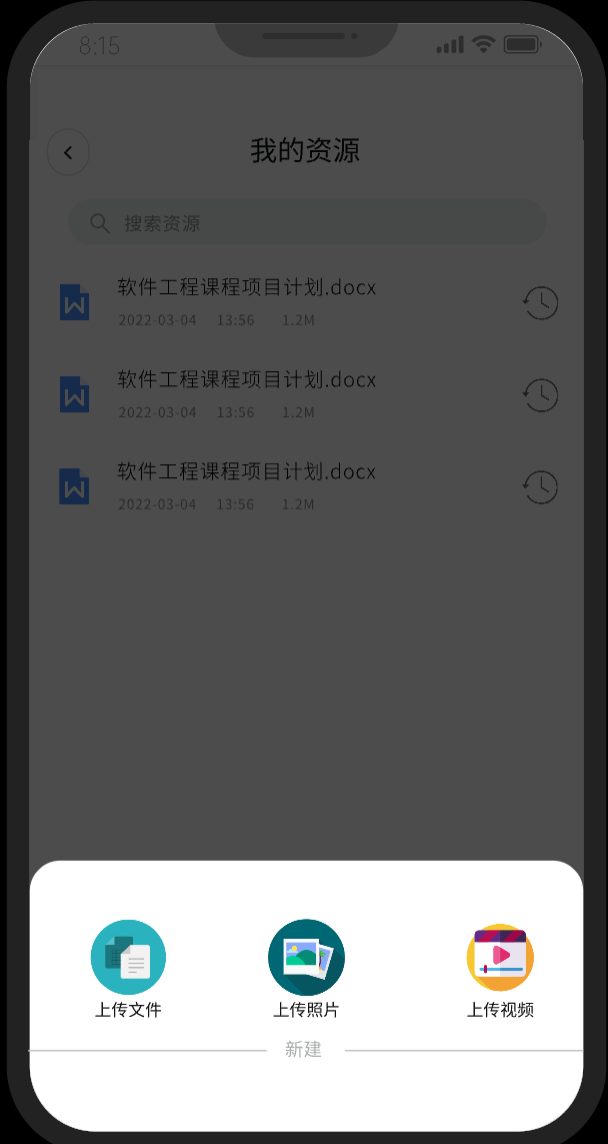 8:15
我的资源
搜索资源
软件工程课程项目计划.docx
2022-03-04 13:56 1.2M
软件工程课程项目计划.docx
2022-03-04 13:56 1.2M
软件工程课程项目计划.docx
2022-03-04 13:56 1.2M
上传文件 上传照片 上传视频
新建